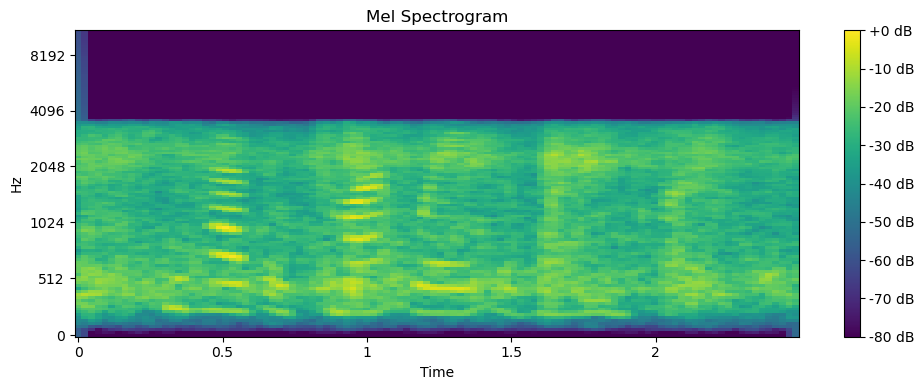 Mel Spectrogram
Hz
8192
4096
2048
1024
512
0
0
0.5
1
1.5
2
Time
+0 dB
-10 dB
-20 dB
-30 dB
-40 dB
-50 dB
-60 dB
-70 dB
-80 dB